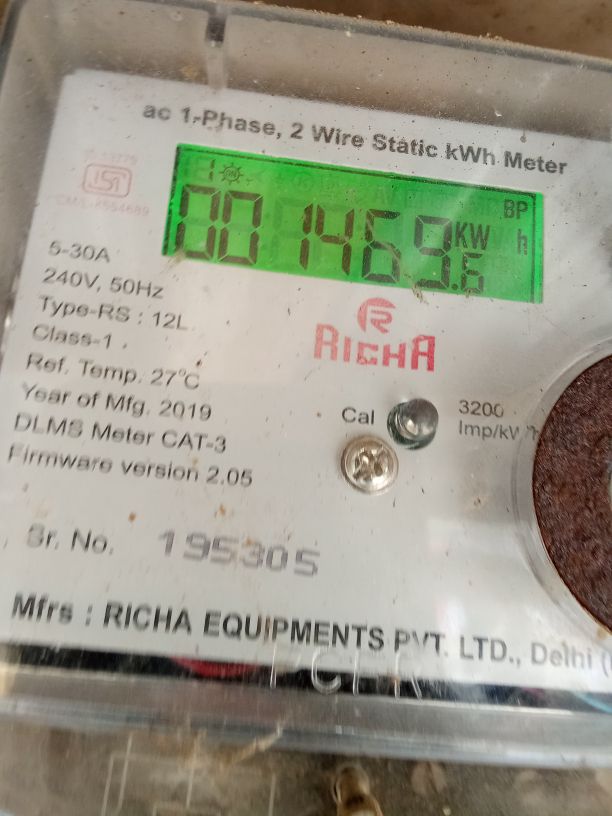 ac 1-Phase, 2 Wire Static kWh Meter
BP
001469.6 KW h
5-30A
240V, 50Hz
Type-RS : 12L
Class-1
Ref. Temp. 27°C
Year of Mfg. 2019
DLMS Meter CAT-3
Firmware version 2.05
RICHA
Cal
3200
Imp/kWh
Sr. No. 195305
Mfrs : RICHA EQUIPMENTS PVT. LTD., Delhi